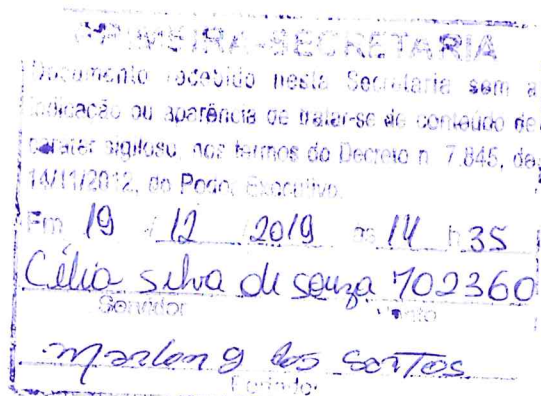 PRIMEIRA-SECRETARIA
Documento recebido nesta Secretaria sem a
indicação ou aparência de tratar-se de conteúdo de
caráter sigiloso, nos termos do Decreto n. 7.845, de
14/11/2012, do Poder Executivo.
Em 19 / 12 / 2019 às 14 h 35
Célia Silva de Souza 702360
Servidor Ponto
Marlon g dos Santos
Portador